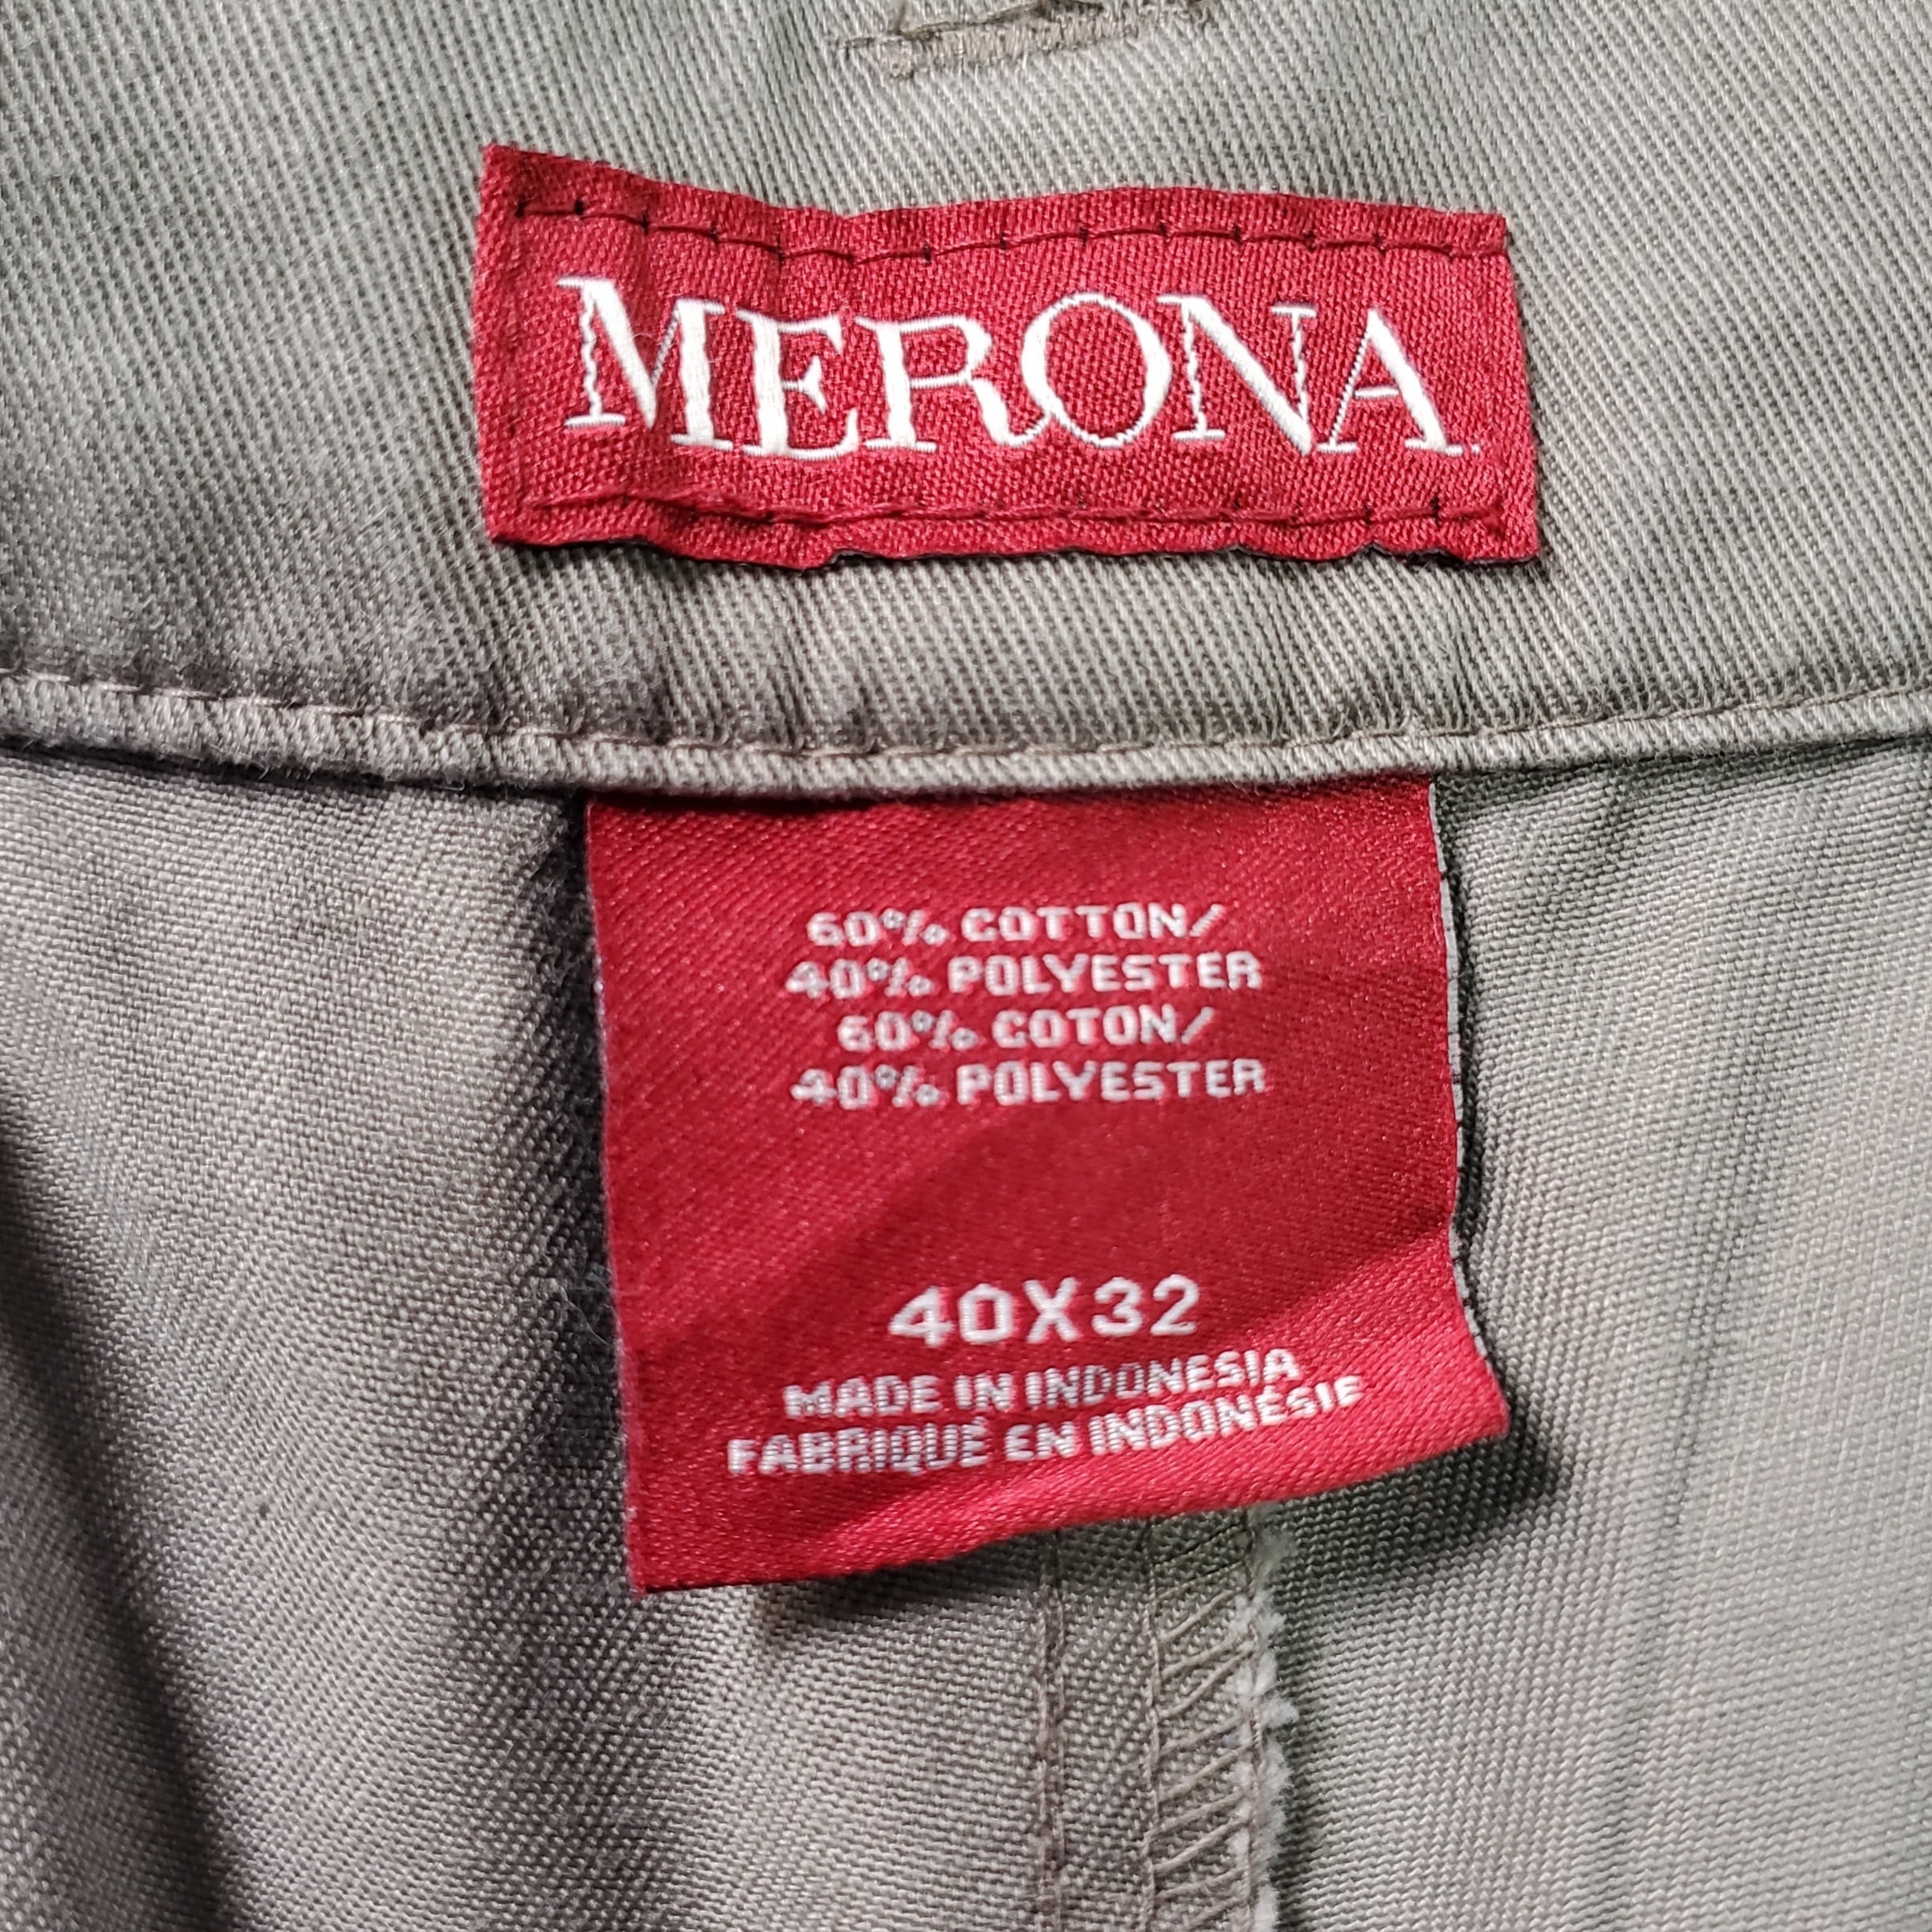 MERONA
60% COTTON/
40% POLYESTER
60% COTON/
40% POLYESTER
40X32
MADE IN INDONESIA
FABRIQUÉ EN INDONÉSIE